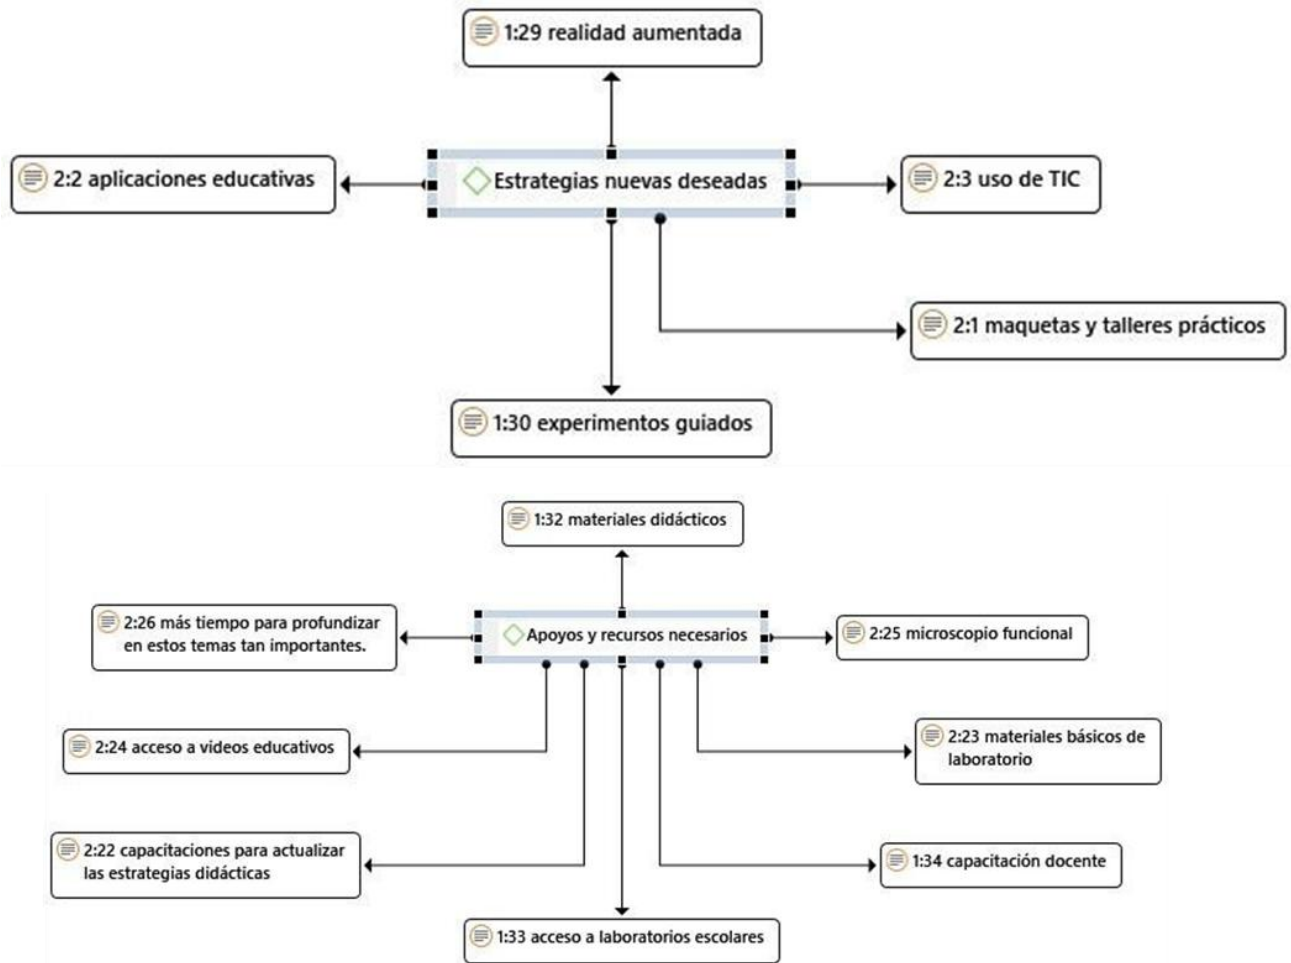 1:29 realidad aumentada
2:2 aplicaciones educativas
Estrategias nuevas deseadas
2:3 uso de TIC
2:1 maquetas y talleres prácticos
1:30 experimentos guiados
1:32 materiales didácticos
2:26 más tiempo para profundizar
en estos temas tan importantes.
Apoyos y recursos necesarios
2:25 microscopio funcional
2:24 acceso a videos educativos
2:23 materiales básicos de
laboratorio
2:22 capacitaciones para actualizar
las estrategias didácticas
1:34 capacitación docente
1:33 acceso a laboratorios escolares